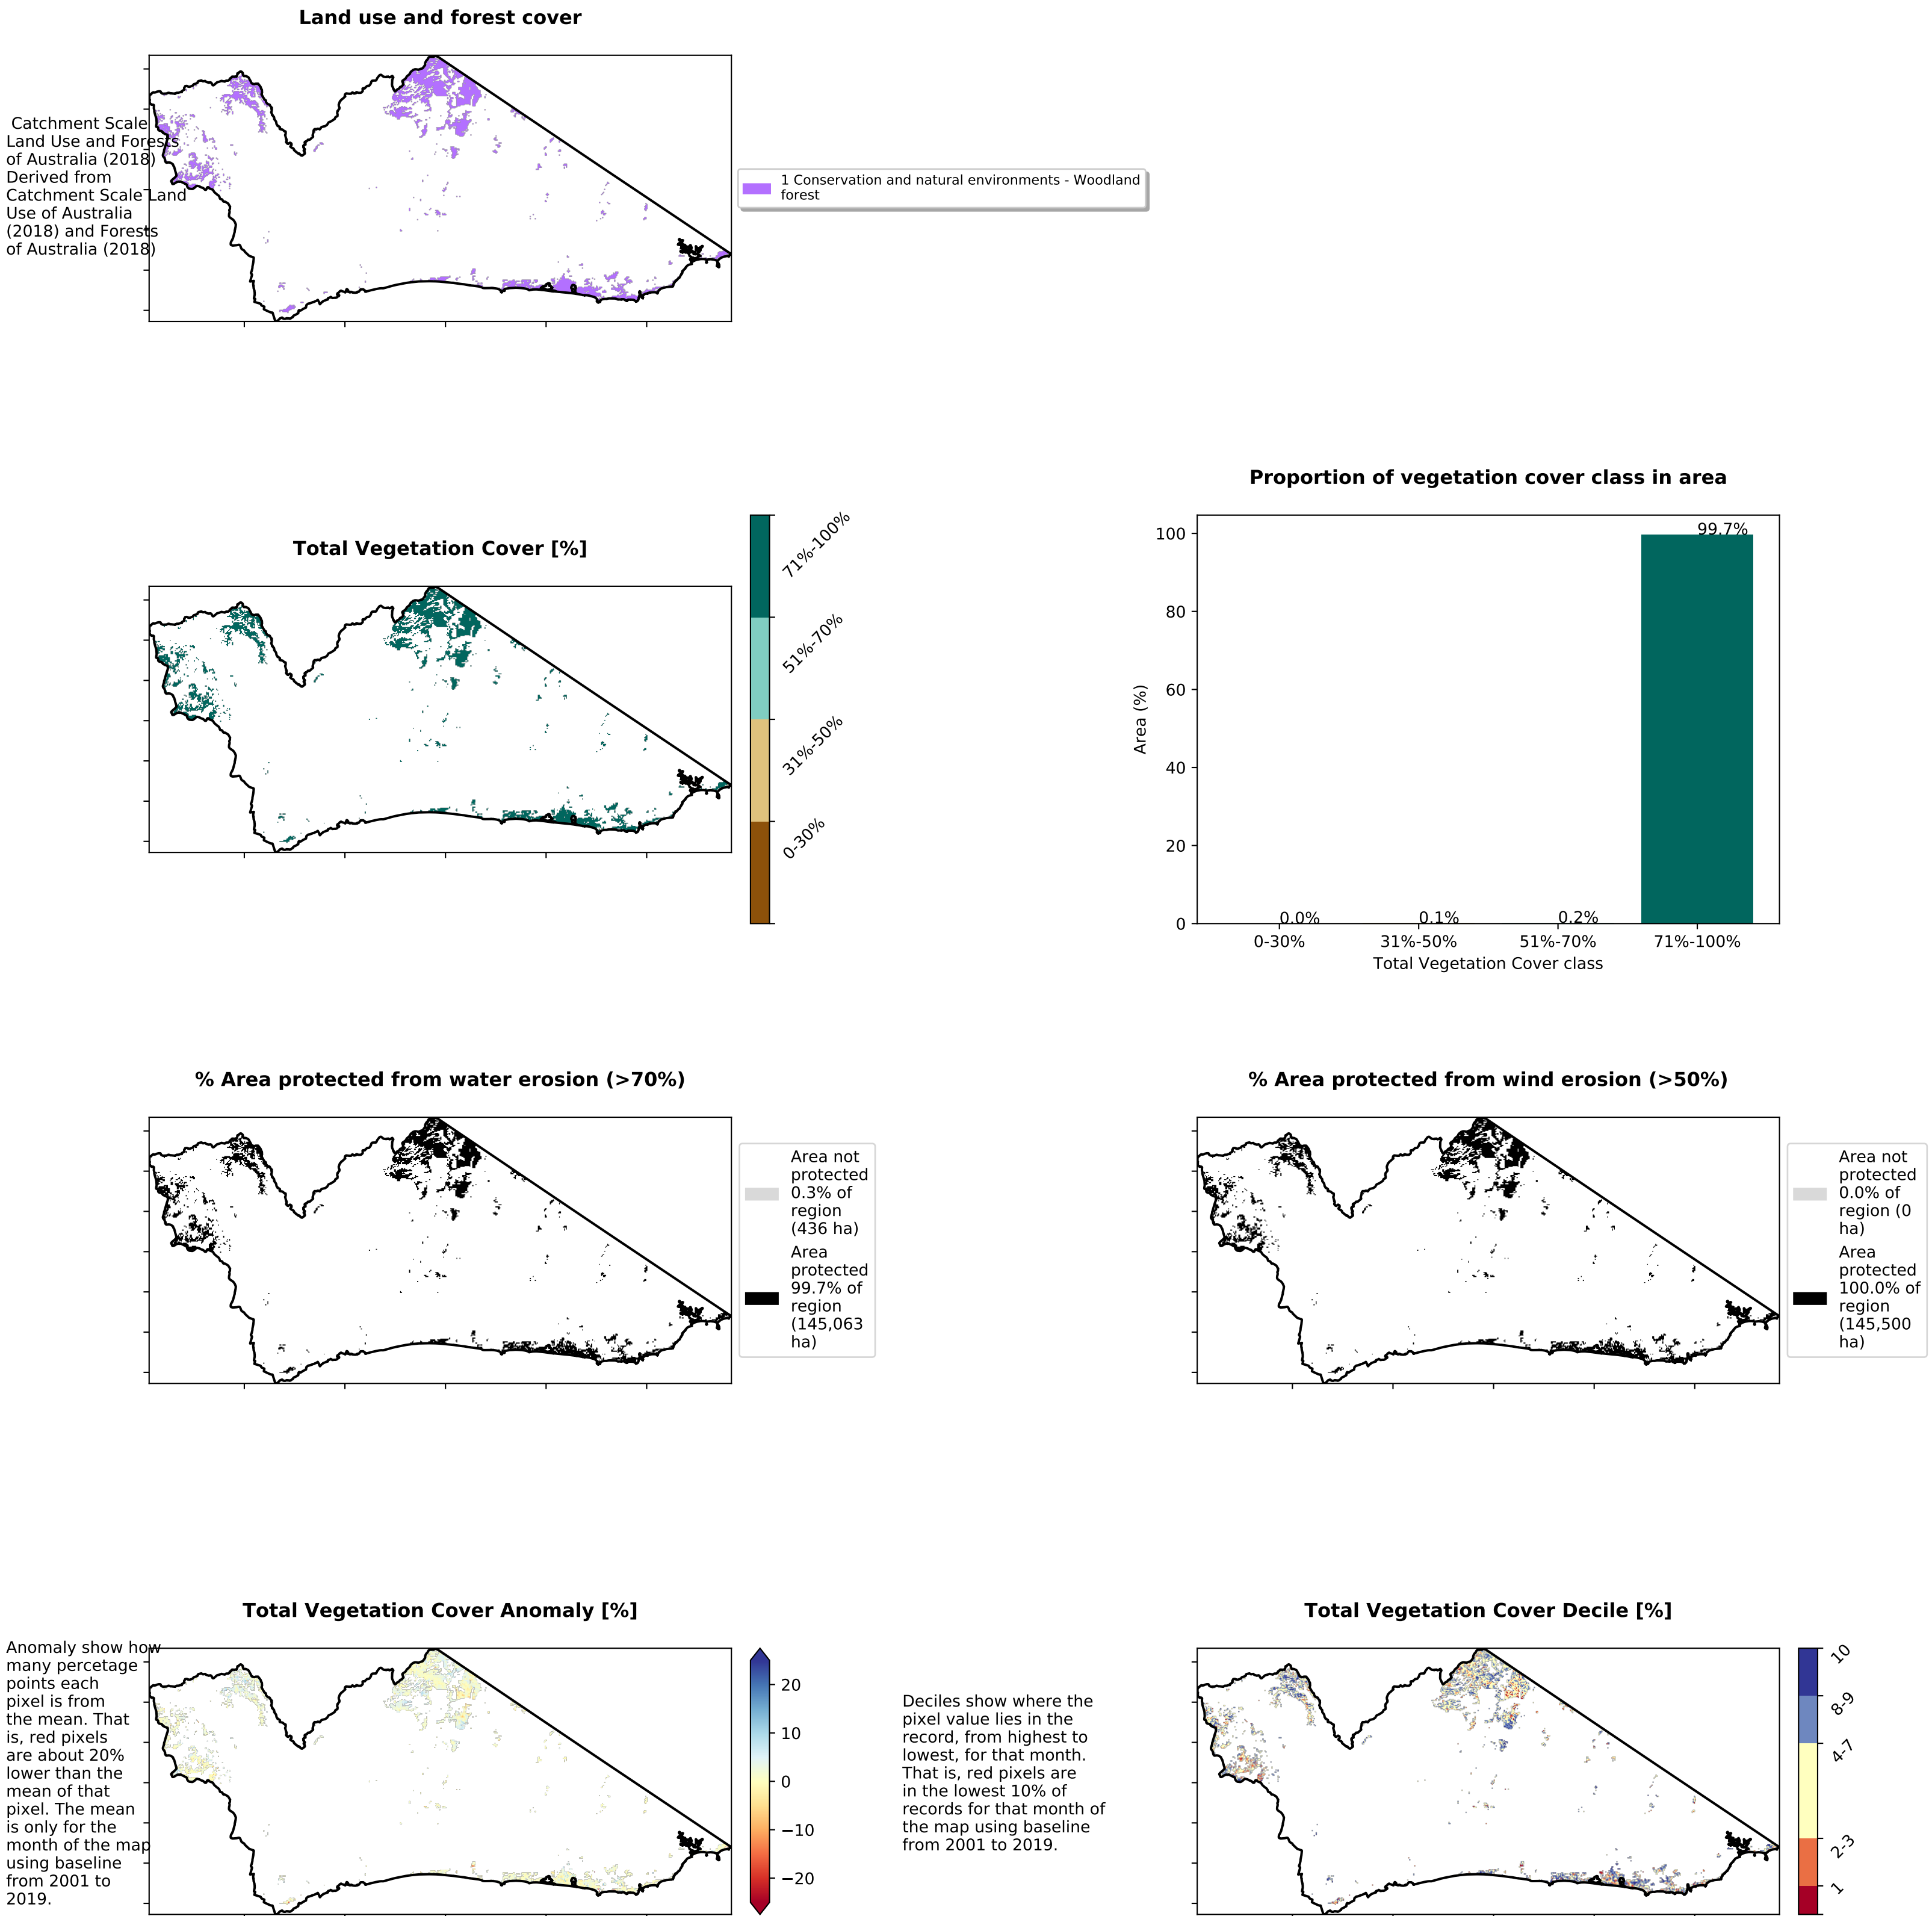 Land use and forest cover
Catchment Scale
Land Use and Forests
of Australia (2018)
Derived from
Catchment Scale Land
Use of Australia
(2018) and Forests
of Australia (2018)
1 Conservation and natural environments - Woodland
forest
Total Vegetation Cover [%]
71%-100%
51%-70%
31%-50%
0-30%
Proportion of vegetation cover class in area
100
80
60
40
20
0
Area (%)
0.0%
0.1%
0.2%
99.7%
0-30%
31%-50%
51%-70%
71%-100%
Total Vegetation Cover class
% Area protected from water erosion (>70%)
Area not
protected
0.3% of
region
(436 ha)
Area
protected
99.7% of
region
(145,063
ha)
% Area protected from wind erosion (>50%)
Area not
protected
0.0% of
region (0
ha)
Area
protected
100.0% of
region
(145,500
ha)
Total Vegetation Cover Anomaly [%]
Anomaly show how
many percetage
points each
pixel is from
the mean. That
is, red pixels
are about 20%
lower than the
mean of that
pixel. The mean
is only for the
month of the map
using baseline
from 2001 to
2019.
20
10
0
−10
−20
Total Vegetation Cover Decile [%]
Deciles show where the
pixel value lies in the
record, from highest to
lowest, for that month.
That is, red pixels are
in the lowest 10% of
records for that month of
the map using baseline
from 2001 to 2019.
10
8-9
4-7
2-3
1